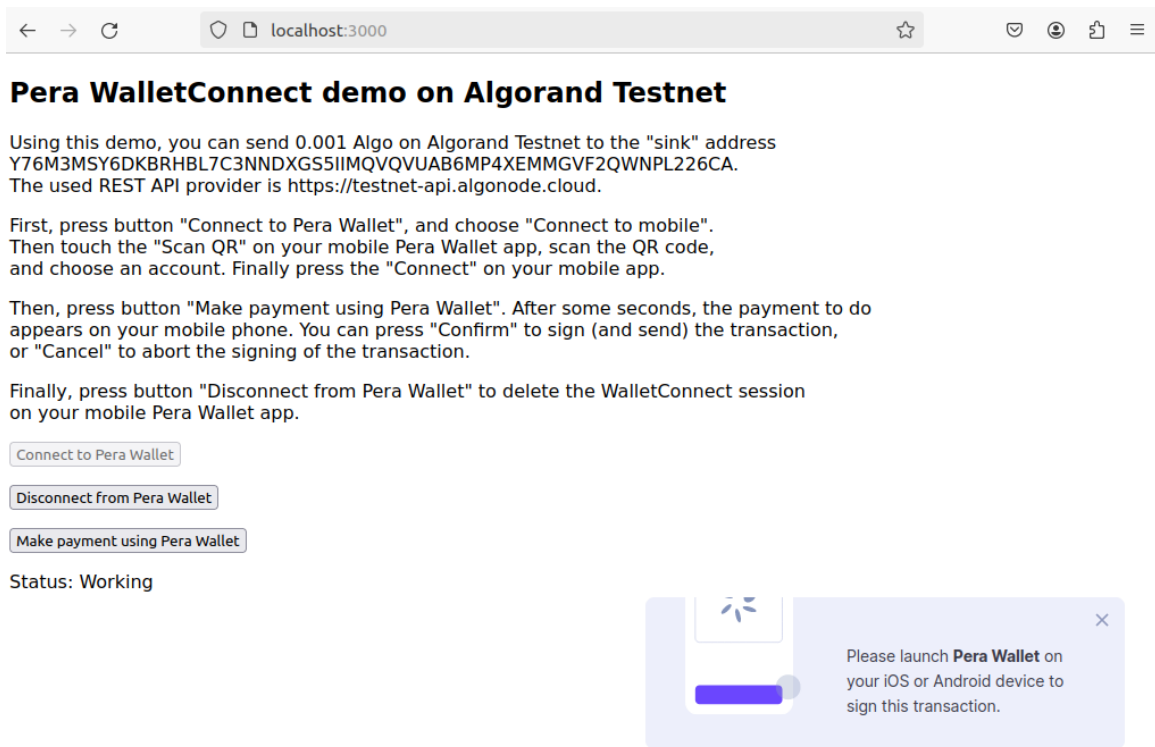 localhost:3000
Pera WalletConnect demo on Algorand Testnet
Using this demo, you can send 0.001 Algo on Algorand Testnet to the "sink" address
Y76M3MSY6DKBRHBL7C3NNDXGS5IIMQVQVUAB6MP4XEMMGVF2QWNPL226CA.
The used REST API provider is https://testnet-api.algonode.cloud.
First, press button "Connect to Pera Wallet", and choose "Connect to mobile".
Then touch the "Scan QR" on your mobile Pera Wallet app, scan the QR code,
and choose an account. Finally press the "Connect" on your mobile app.
Then, press button "Make payment using Pera Wallet". After some seconds, the payment to do
appears on your mobile phone. You can press "Confirm" to sign (and send) the transaction,
or "Cancel" to abort the signing of the transaction.
Finally, press button "Disconnect from Pera Wallet" to delete the WalletConnect session
on your mobile Pera Wallet app.
Connect to Pera Wallet
Disconnect from Pera Wallet
Make payment using Pera Wallet
Status: Working
Please launch Pera Wallet on
your iOS or Android device to
sign this transaction.